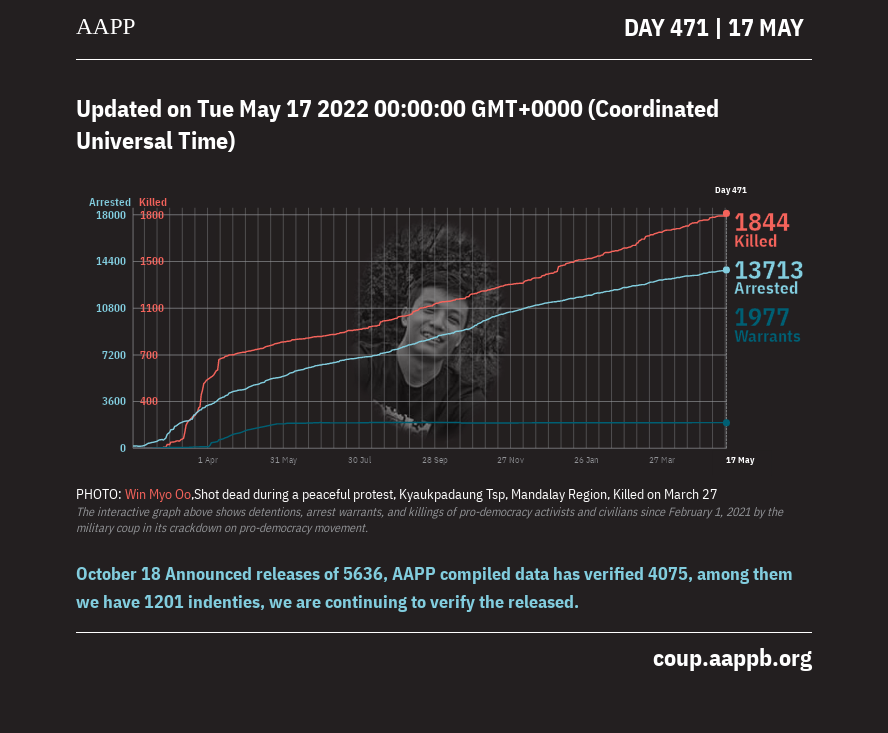 AAPP
DAY 471 | 17 MAY
Updated on Tue May 17 2022 00:00:00 GMT+0000 (Coordinated
Universal Time)
Day 471
Arrested Killed
18000 1800
14400 1500
10800 1100
7200 700
3600 400
0
1844
Killed
13713
Arrested
1977
Warrants
1 Apr 31 May 30 Jul 28 Sep 27 Nov 26 Jan 27 Mar 17 May
PHOTO: Win Myo Oo,Shot dead during a peaceful protest, Kyaukpadaung Tsp, Mandalay Region, Killed on March 27
The interactive graph above shows detentions, arrest warrants, and killings of pro-democracy activists and civilians since February 1, 2021 by the
military coup in its crackdown on pro-democracy movement.
October 18 Announced releases of 5636, AAPP compiled data has verified 4075, among them
we have 1201 indenties, we are continuing to verify the released.
coup.aappb.org